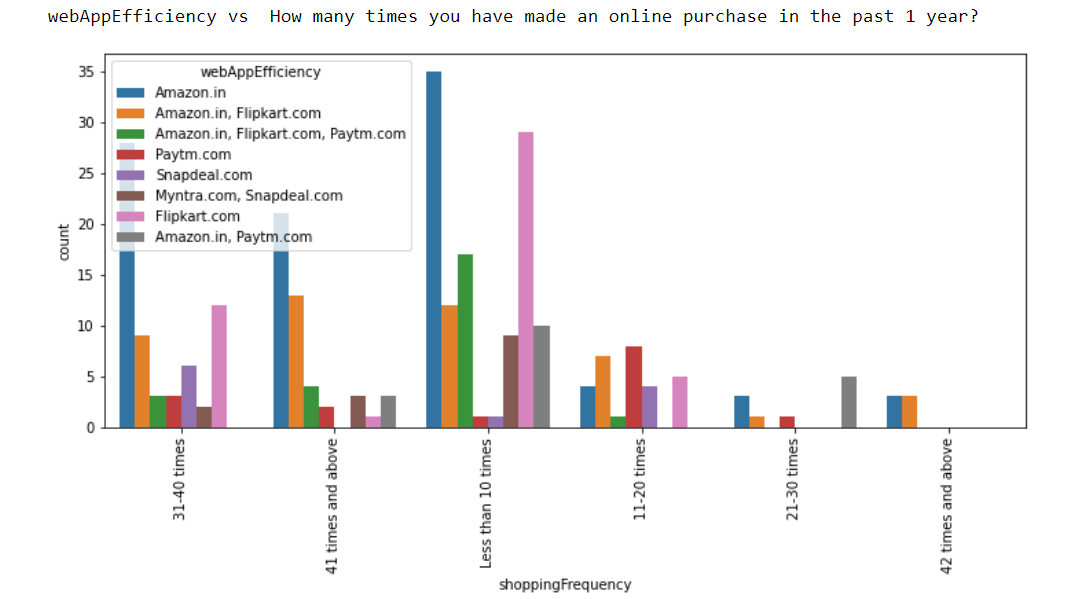 webAppEfficiency vs  How many times you have made an online purchase in the past 1 year?
webAppEfficiency
Amazon.in
Amazon.in, Flipkart.com
Amazon.in, Flipkart.com, Paytm.com
Paytm.com
Snapdeal.com
Myntra.com, Snapdeal.com
Flipkart.com
Amazon.in, Paytm.com
count
35
30
25
20
15
10
5
0
31-40 times
41 times and above
Less than 10 times
11-20 times
21-30 times
42 times and above
shoppingFrequency